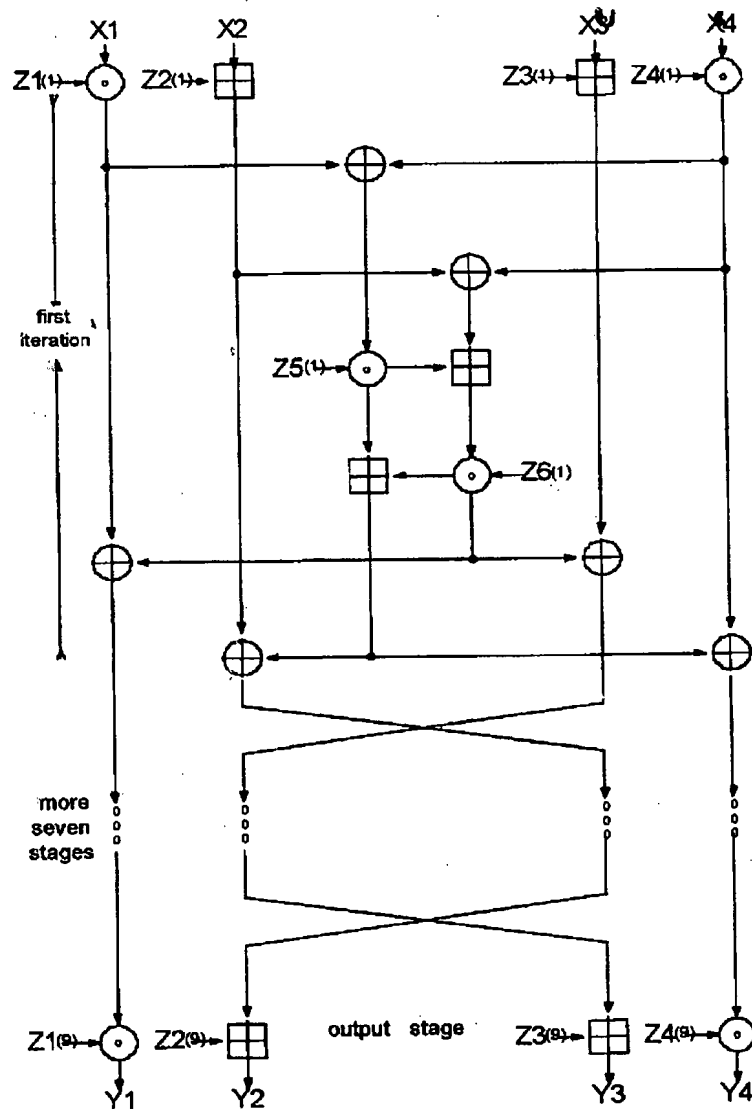 X1 X2 X3 X4
Z1(1) Z2(1) Z3(1) Z4(1)
first
iteration
Z5(1)
Z6(1)
more
seven
stages
Z1(9) Z2(9) output stage Z3(9) Z4(9)
Y1 Y2 Y3 Y4